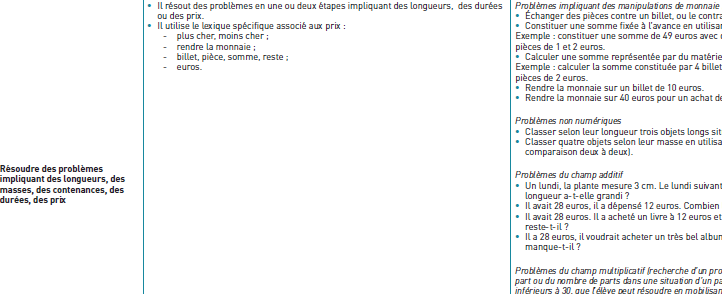 Résoudre des problèmes
impliquant des longueurs, des
masses, des contenances, des
durées, des prix
• Il résout des problèmes en une ou deux étapes impliquant des longueurs, des durées
ou des prix.
• Il utilise le lexique spécifique associé aux prix :
- plus cher, moins cher ;
- rendre la monnaie ;
- billet, pièce, somme, reste ;
- euros.
Problèmes impliquant des manipulations de monnaie
• Échanger des pièces contre un billet, ou le contra
• Constituer une somme fixée à l'avance en utilisan
Exemple : constituer une somme de 49 euros avec
pièces de 1 et 2 euros.
• Calculer une somme représentée par du matérie
Exemple : calculer la somme constituée par 4 billet
pièces de 2 euros.
• Rendre la monnaie sur un billet de 10 euros.
• Rendre la monnaie sur 40 euros pour un achat de
Problèmes non numériques
• Classer selon leur longueur trois objets longs sit
• Classer quatre objets selon leur masse en utilisa
comparaison deux à deux).
Problèmes du champ additif
• Un lundi, la plante mesure 3 cm. Le lundi suivant
longueur a-t-elle grandi ?
• Il avait 28 euros, il a dépensé 12 euros. Combien
• Il avait 28 euros. Il a acheté un livre à 12 euros et
reste-t-il ?
• Il a 28 euros, il voudrait acheter un très bel album
manque-t-il ?
Problèmes du champ multiplicatif (recherche d'un pro
part ou du nombre de parts dans une situation d'un pa
inférieurs à 30, que l'élève peut résoudre en mobilisan